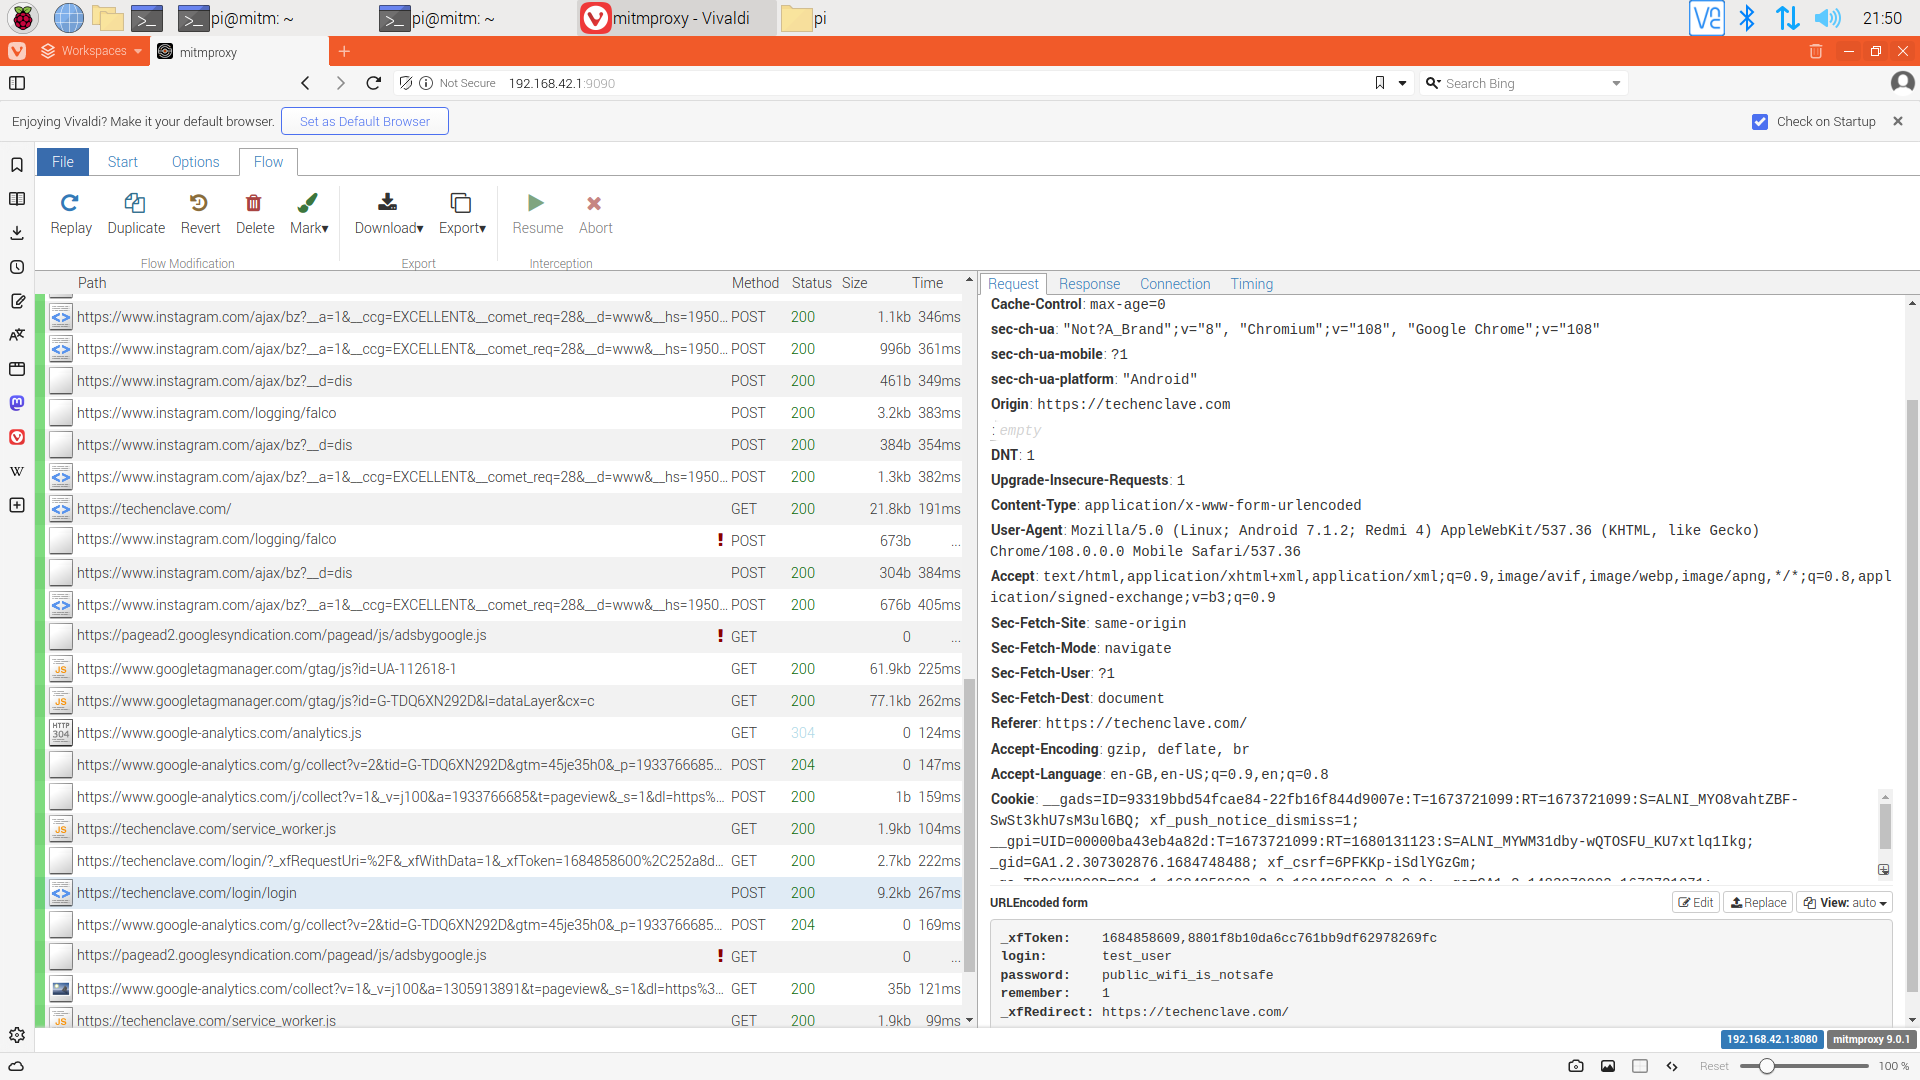 pi@mitm: ~
pi@mitm: ~
mitmproxy - Vivaldi
pi
21:50
Workspaces
mitmproxy
Not Secure 192.168.42.1:9090
Search Bing
Enjoying Vivaldi? Make it your default browser. Set as Default Browser
Check on Startup
File Start Options Flow
Replay Duplicate Revert Delete Mark▾ Download▾ Export▾ Resume Abort
Flow Modification Export Interception
Path Method Status Size Time
https://www.instagram.com/ajax/bz?__a=1&__ccg=EXCELLENT&__comet_req=28&__d=www&__hs=1950... POST 200 1.1kb 346ms
https://www.instagram.com/ajax/bz?__a=1&__ccg=EXCELLENT&__comet_req=28&__d=www&__hs=1950... POST 200 996b 361ms
https://www.instagram.com/ajax/bz?__d=dis POST 200 461b 349ms
https://www.instagram.com/logging/falco POST 200 3.2kb 383ms
https://www.instagram.com/ajax/bz?__d=dis POST 200 384b 354ms
https://www.instagram.com/ajax/bz?__a=1&__ccg=EXCELLENT&__comet_req=28&__d=www&__hs=1950... POST 200 1.3kb 382ms
https://techenclave.com/ GET 200 21.8kb 191ms
https://www.instagram.com/logging/falco ! POST 673b ...
https://www.instagram.com/ajax/bz?__d=dis POST 200 304b 384ms
https://www.instagram.com/ajax/bz?__a=1&__ccg=EXCELLENT&__comet_req=28&__d=www&__hs=1950... POST 200 676b 405ms
https://pagead2.googlesyndication.com/pagead/js/adsbygoogle.js ! GET 0 ...
https://www.googletagmanager.com/gtag/js?id=UA-112618-1 GET 200 61.9kb 225ms
https://www.googletagmanager.com/gtag/js?id=G-TDQ6XN292D&l=dataLayer&cx=c GET 200 77.1kb 262ms
https://www.google-analytics.com/analytics.js GET 304 0 124ms
https://www.google-analytics.com/g/collect?v=2&tid=G-TDQ6XN292D&gtm=45je35h0&_p=1933766685... POST 204 0 147ms
https://www.google-analytics.com/j/collect?v=1&_v=j100&a=1933766685&t=pageview&_s=1&dl=https%... POST 200 1b 159ms
https://techenclave.com/service_worker.js GET 200 1.9kb 104ms
https://techenclave.com/login/?_xfRequestUri=%2F&_xfWithData=1&_xfToken=1684858600%2C252a8d... GET 200 2.7kb 222ms
https://techenclave.com/login/login POST 200 9.2kb 267ms
https://www.google-analytics.com/g/collect?v=2&tid=G-TDQ6XN292D&gtm=45je35h0&_p=1933766685... POST 204 0 169ms
https://pagead2.googlesyndication.com/pagead/js/adsbygoogle.js ! GET 0 ...
https://www.google-analytics.com/collect?v=1&_v=j100&a=1305913891&t=pageview&_s=1&dl=https%3... GET 200 35b 121ms
https://techenclave.com/service_worker.js GET 200 1.9kb 99ms
Request Response Connection Timing
Cache-Control: max-age=0
sec-ch-ua: "Not?A_Brand";v="8", "Chromium";v="108", "Google Chrome";v="108"
sec-ch-ua-mobile: ?1
sec-ch-ua-platform: "Android"
Origin: https://techenclave.com
: empty
DNT: 1
Upgrade-Insecure-Requests: 1
Content-Type: application/x-www-form-urlencoded
User-Agent: Mozilla/5.0 (Linux; Android 7.1.2; Redmi 4) AppleWebKit/537.36 (KHTML, like Gecko)
Chrome/108.0.0.0 Mobile Safari/537.36
Accept: text/html,application/xhtml+xml,application/xml;q=0.9,image/avif,image/webp,image/apng,*/*;q=0.8,appl
ication/signed-exchange;v=b3;q=0.9
Sec-Fetch-Site: same-origin
Sec-Fetch-Mode: navigate
Sec-Fetch-User: ?1
Sec-Fetch-Dest: document
Referer: https://techenclave.com/
Accept-Encoding: gzip, deflate, br
Accept-Language: en-GB,en-US;q=0.9,en;q=0.8
Cookie: __gads=ID=93319bbd54fcae84-22fb16f844d9007e:T=1673721099:RT=1673721099:S=ALNI_MYO8vahtZBF-
SwSt3khU7sM3ul6BQ; xf_push_notice_dismiss=1;
__gpi=UID=00000ba43eb4a82d:T=1673721099:RT=1680131123:S=ALNI_MYWM31dby-wQTOSFU_KU7xtlq1Ikg;
_gid=GA1.2.307302876.1684748488; xf_csrf=6PFKKp-iSdlYGzGm;
URLEncoded form Edit Replace View: auto
_xfToken: 1684858609,8801f8b10da6cc761bb9df62978269fc
login: test_user
password: public_wifi_is_notsafe
remember: 1
_xfRedirect: https://techenclave.com/
192.168.42.1:8080 mitmproxy 9.0.1
Reset 100 %